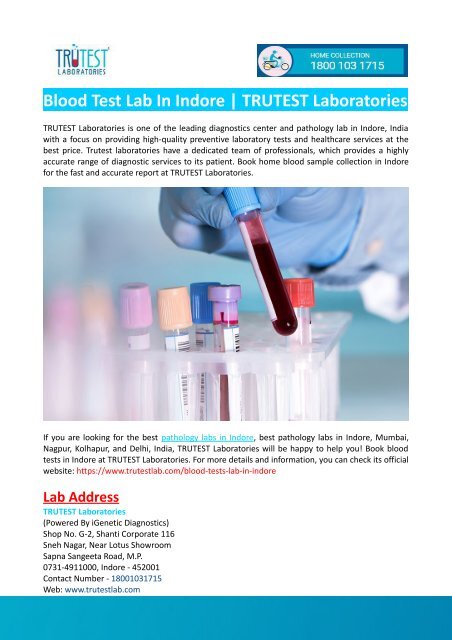 TRUTEST
LABORATORIES
HOME COLLECTION
1800 103 1715
Blood Test Lab In Indore | TRUTEST Laboratories
TRUTEST Laboratories is one of the leading diagnostics center and pathology lab in Indore, India
with a focus on providing high-quality preventive laboratory tests and healthcare services at the
best price. Trutest laboratories have a dedicated team of professionals, which provides a highly
accurate range of diagnostic services to its patient. Book home blood sample collection in Indore
for the fast and accurate report at TRUTEST Laboratories.
If you are looking for the best pathology labs in Indore, best pathology labs in Indore, Mumbai,
Nagpur, Kolhapur, and Delhi, India, TRUTEST Laboratories will be happy to help you! Book blood
tests in Indore at TRUTEST Laboratories. For more details and information, you can check its official
website: https://www.trutestlab.com/blood-tests-lab-in-indore
Lab Address
TRUTEST Laboratories
(Powered By iGenetic Diagnostics)
Shop No. G-2, Shanti Corporate 116
Sneh Nagar, Near Lotus Showroom
Sapna Sangeeta Road, M.P.
0731-4911000, Indore - 452001
Contact Number - 18001031715
Web: www.trutestlab.com